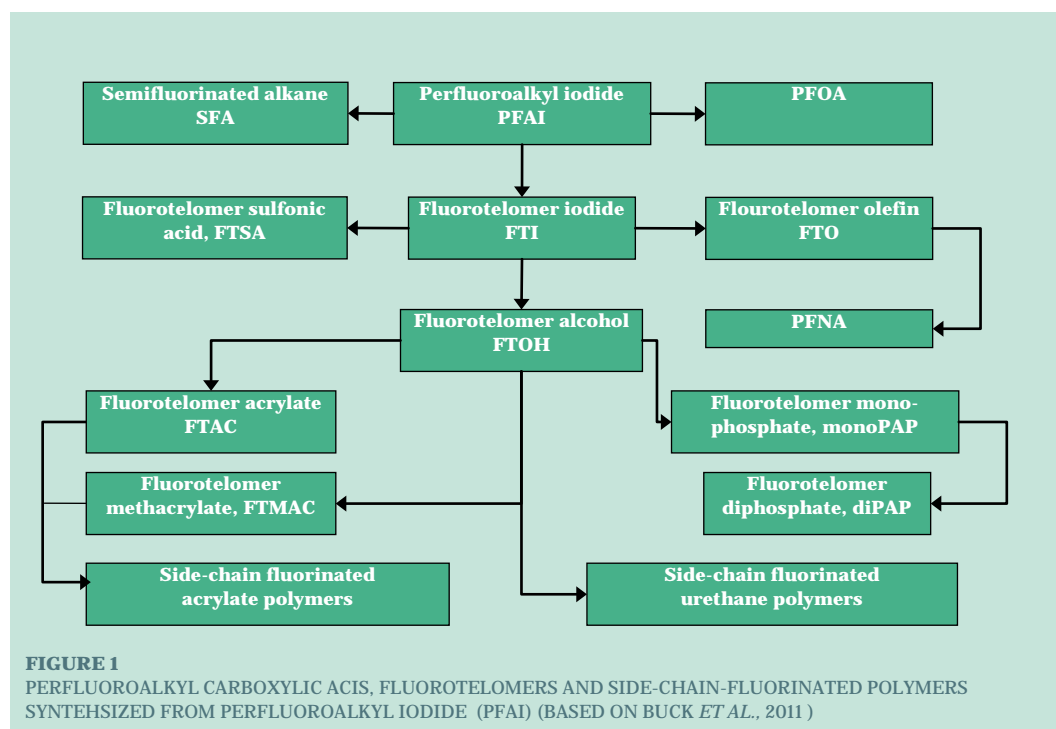 Semifluorinated alkane
SFA
Perfluoroalkyl iodide
PFAI
PFOA
Fluorotelomer sulfonic
acid, FTSA
Fluorotelomer iodide
FTI
Flourotelomer olefin
FTO
Fluorotelomer alcohol
FTOH
PFNA
Fluorotelomer acrylate
FTAC
Fluorotelomer mono-
phosphate, monoPAP
Fluorotelomer
methacrylate, FTMAC
Fluorotelomer
diphosphate, diPAP
Side-chain fluorinated
acrylate polymers
Side-chain fluorinated
urethane polymers
FIGURE 1
PERFLUOROALKYL CARBOXYLIC ACIS, FLUOROTELOMERS AND SIDE-CHAIN-FLUORINATED POLYMERS
SYNTEHSIZED FROM PERFLUOROALKYL IODIDE (PFAI) (BASED ON BUCK ET AL., 2011 )